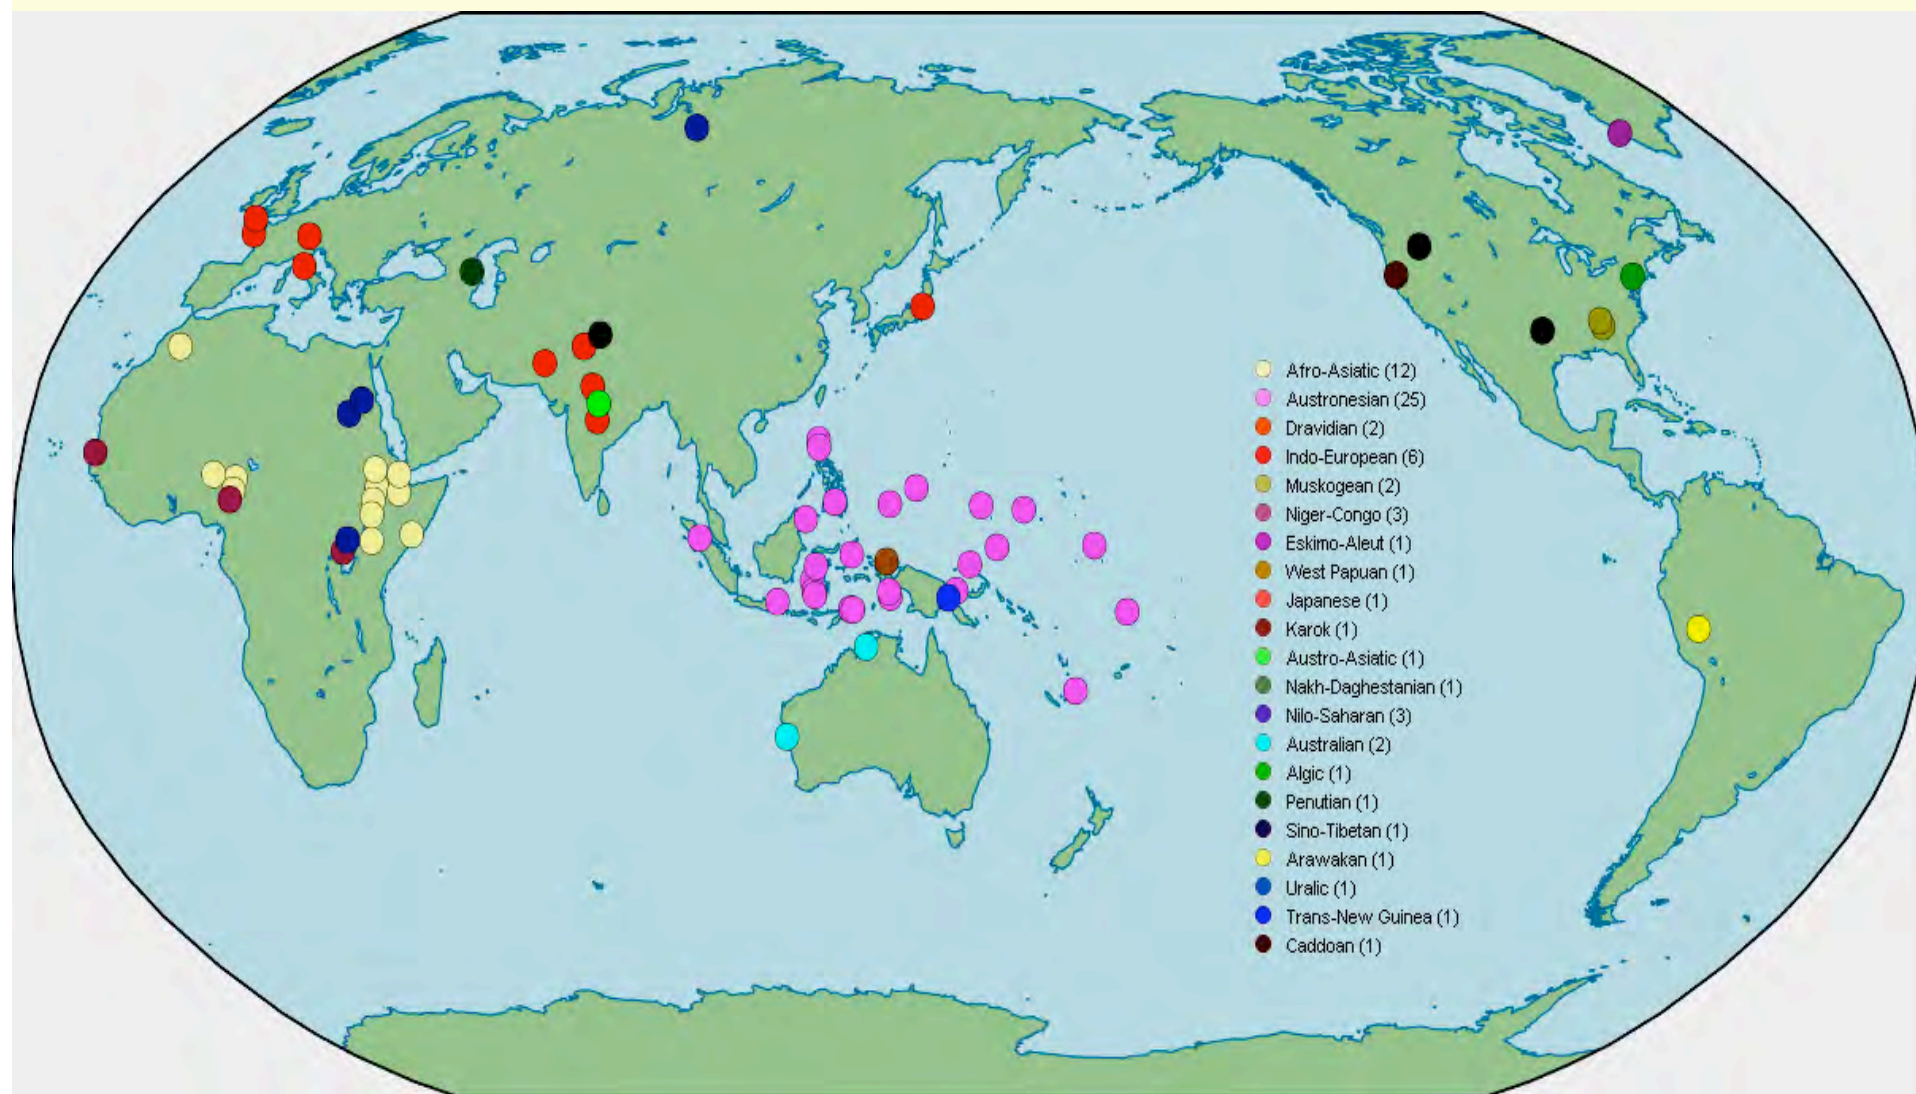 Afro-Asiatic (12)
Austronesian (25)
Dravidian (2)
Indo-European (6)
Muskogean (2)
Niger-Congo (3)
Eskimo-Aleut (1)
West Papuan (1)
Japanese (1)
Karok (1)
Austro-Asiatic (1)
Nakh-Daghestanian (1)
Nilo-Saharan (3)
Australian (2)
Algic (1)
Penutian (1)
Sino-Tibetan (1)
Arawakan (1)
Uralic (1)
Trans-New Guinea (1)
Caddoan (1)